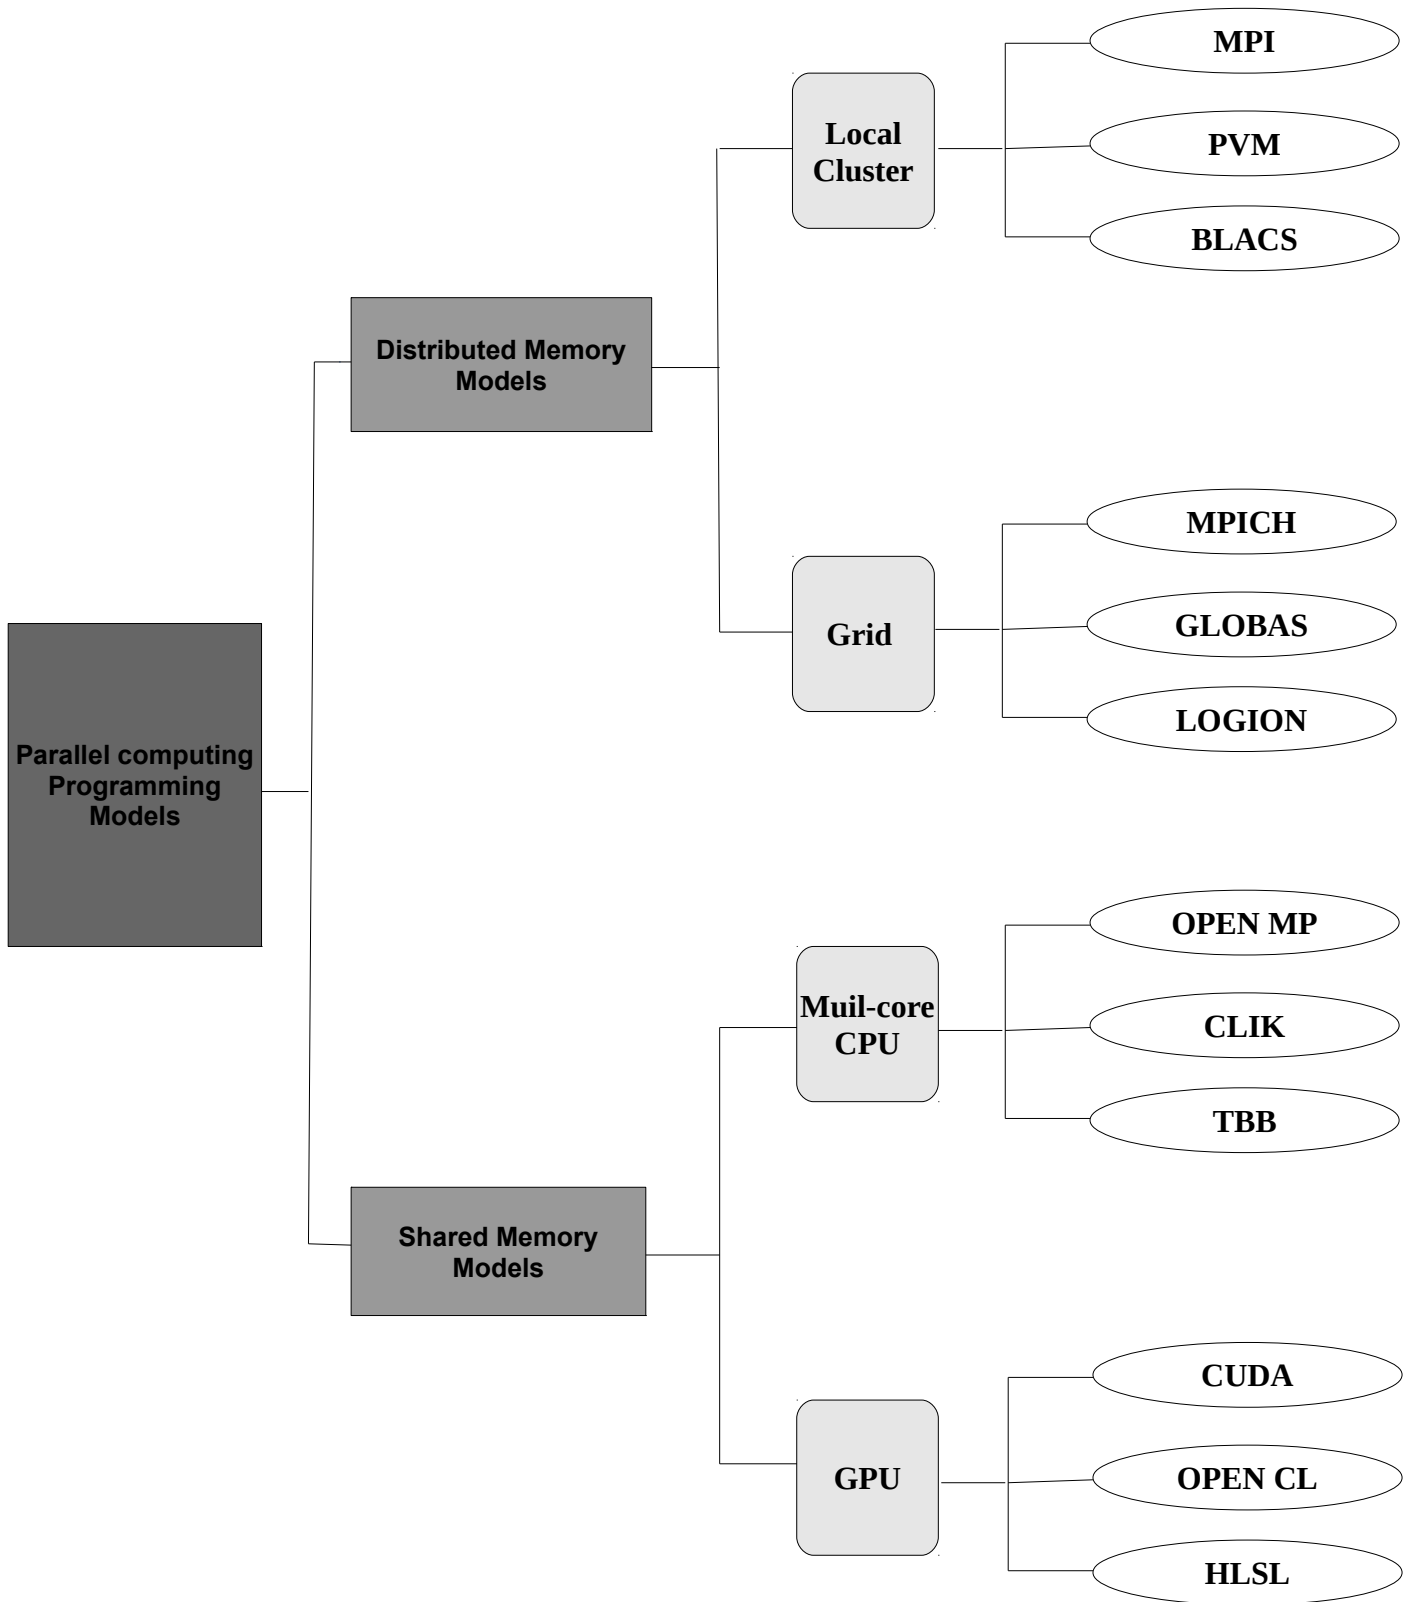 Parallel computing
Programming
Models
Distributed Memory
Models
Local
Cluster
MPI
PVM
BLACS
Grid
MPICH
GLOBAS
LOGION
Shared Memory
Models
Muil-core
CPU
OPEN MP
CLIK
TBB
GPU
CUDA
OPEN CL
HLSL